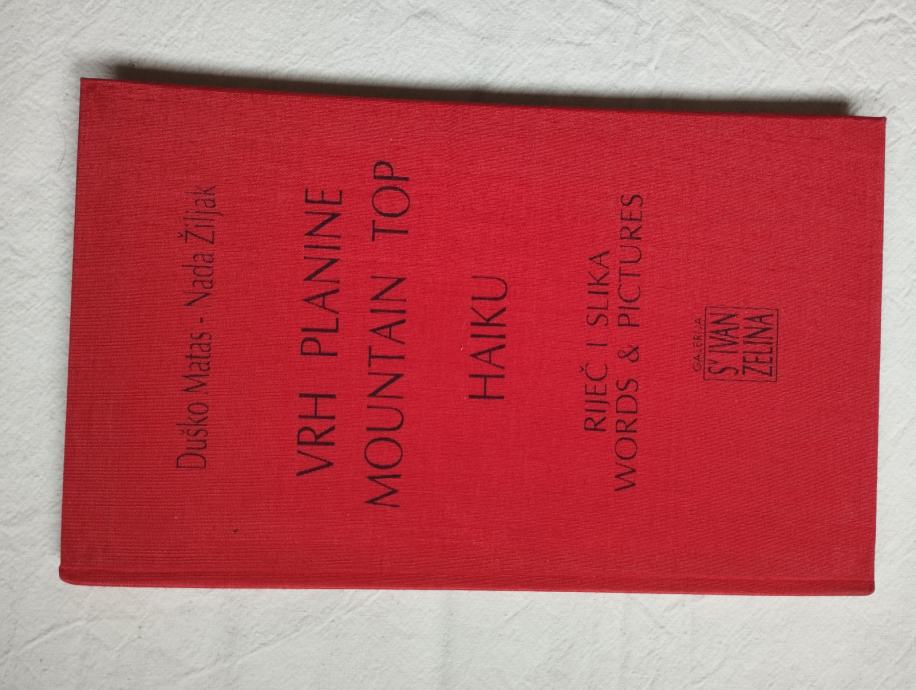 Duško Matas - Nada Žiljak
VRH PLANINE
MOUNTAIN TOP
HAIKU
RIJEČ I SLIKA
WORDS & PICTURES
GALERIJA
Sv IVAN
ZELINA